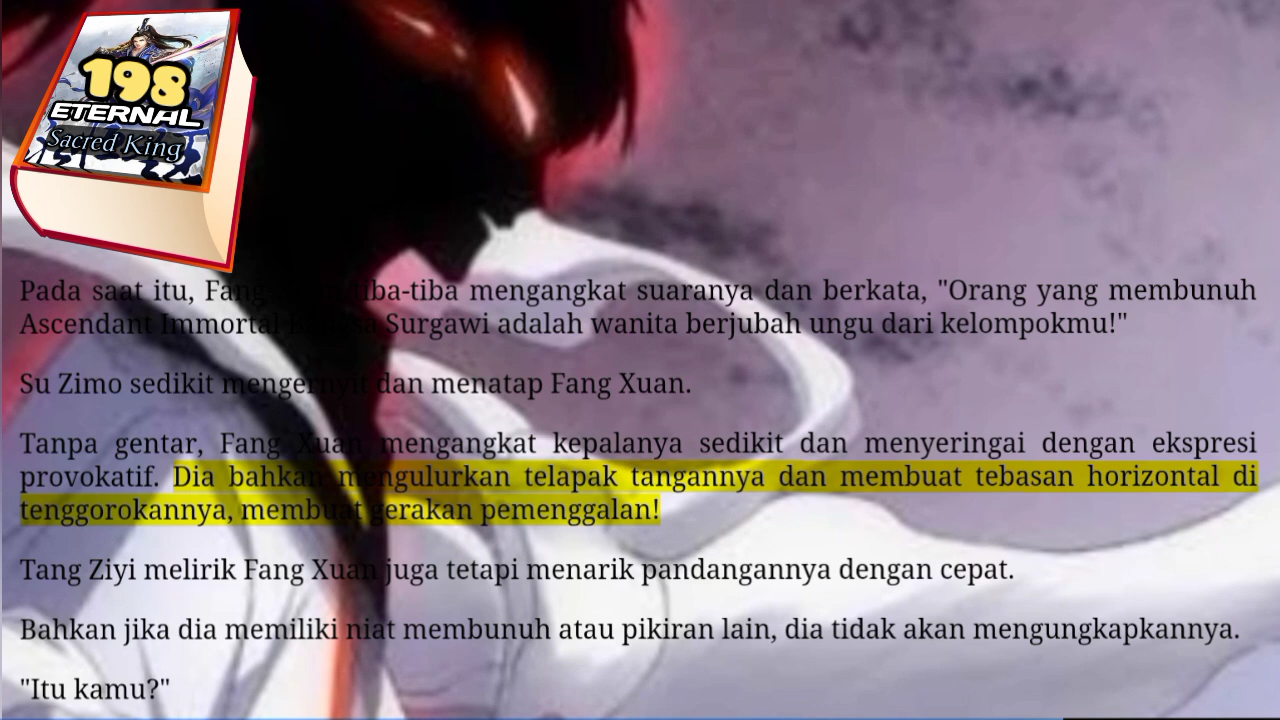 198
ETERNAL
Sacred King
Pada saat itu, Fang Xuan tiba-tiba mengangkat suaranya dan berkata, "Orang yang membunuh
Ascendant Immortal Surgawi adalah wanita berjubah ungu dari kelompokmu!"
Su Zimo sedikit mengernyit dan menatap Fang Xuan.
Tanpa gentar, Fang Xuan mengangkat kepalanya sedikit dan menyeringai dengan ekspresi
provokatif. Dia bahkan mengulurkan telapak tangannya dan membuat tebasan horizontal di
tenggorokannya, membuat gerakan pemenggalan!
Tang Ziyi melirik Fang Xuan juga tetapi menarik pandangannya dengan cepat.
Bahkan jika dia memiliki niat membunuh atau pikiran lain, dia tidak akan mengungkapkannya.
"Itu kamu?"